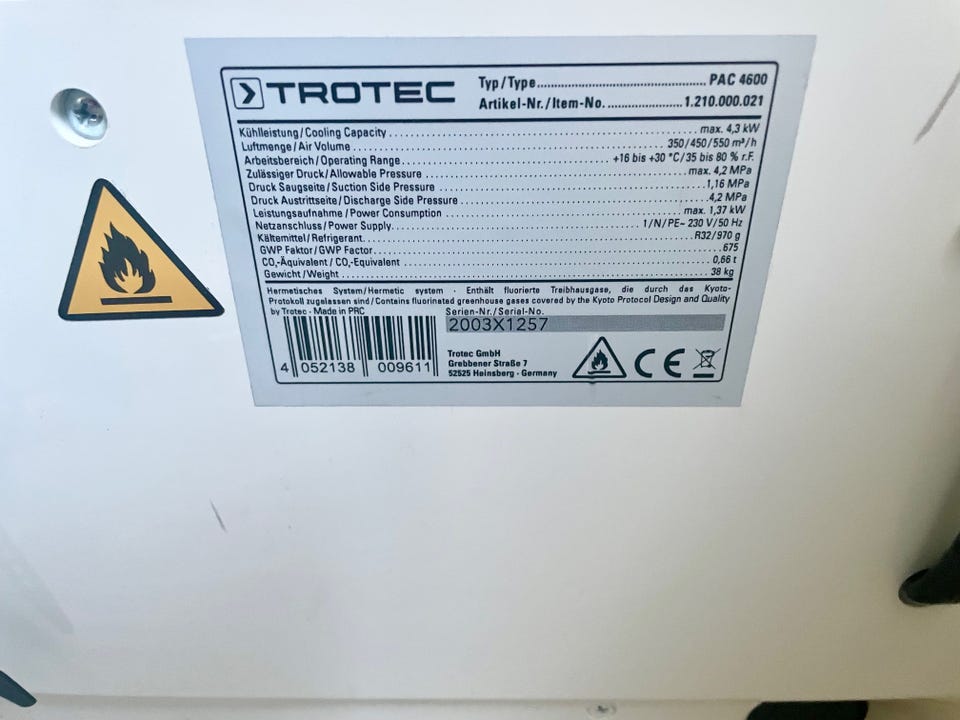 TROTEC
Typ/Type............................................. PAC 4600
Artikel-Nr./Item-No. ......................1.210.000.021
Kühlleistung/Cooling Capacity ............................................................ max. 4,3 kW
Luftmenge/Air Volume ............................................................ 350/450/550 m³/h
Arbeitsbereich/Operating Range............................................ +16 bis +30 °C/35 bis 80 % r.F.
Zulässiger Druck/Allowable Pressure ................................................ max. 4,2 MPa
Druck Saugseite/Suction Side Pressure ................................................ 1,16 MPa
Druck Austrittseite/Discharge Side Pressure ................................................ 4,2 MPa
Leistungsaufnahme/Power Consumption ................................................ max. 1,37 kW
Netzanschluss/Power Supply................................................ 1/N/PE~ 230 V/50 Hz
Kältemittel/Refrigerant............................................................ R32/970 g
GWP Faktor/GWP Factor............................................................ 675
CO₂-Äquivalent/CO₂-Equivalent ............................................................ 0,66 t
Gewicht/Weight ............................................................ 38 kg
Hermetisches System/Hermetic system · Enthält fluorierte Treibhausgase, die durch das Kyoto-
Protokoll zugelassen sind/Contains fluorinated greenhouse gases covered by the Kyoto Protocol Design and Quality
by Trotec · Made in PRC
Serien-Nr./Serial-No.
2003X1257
4 052138 009611
Trotec GmbH
Grebbener Straße 7
52525 Heinsberg · Germany
CE